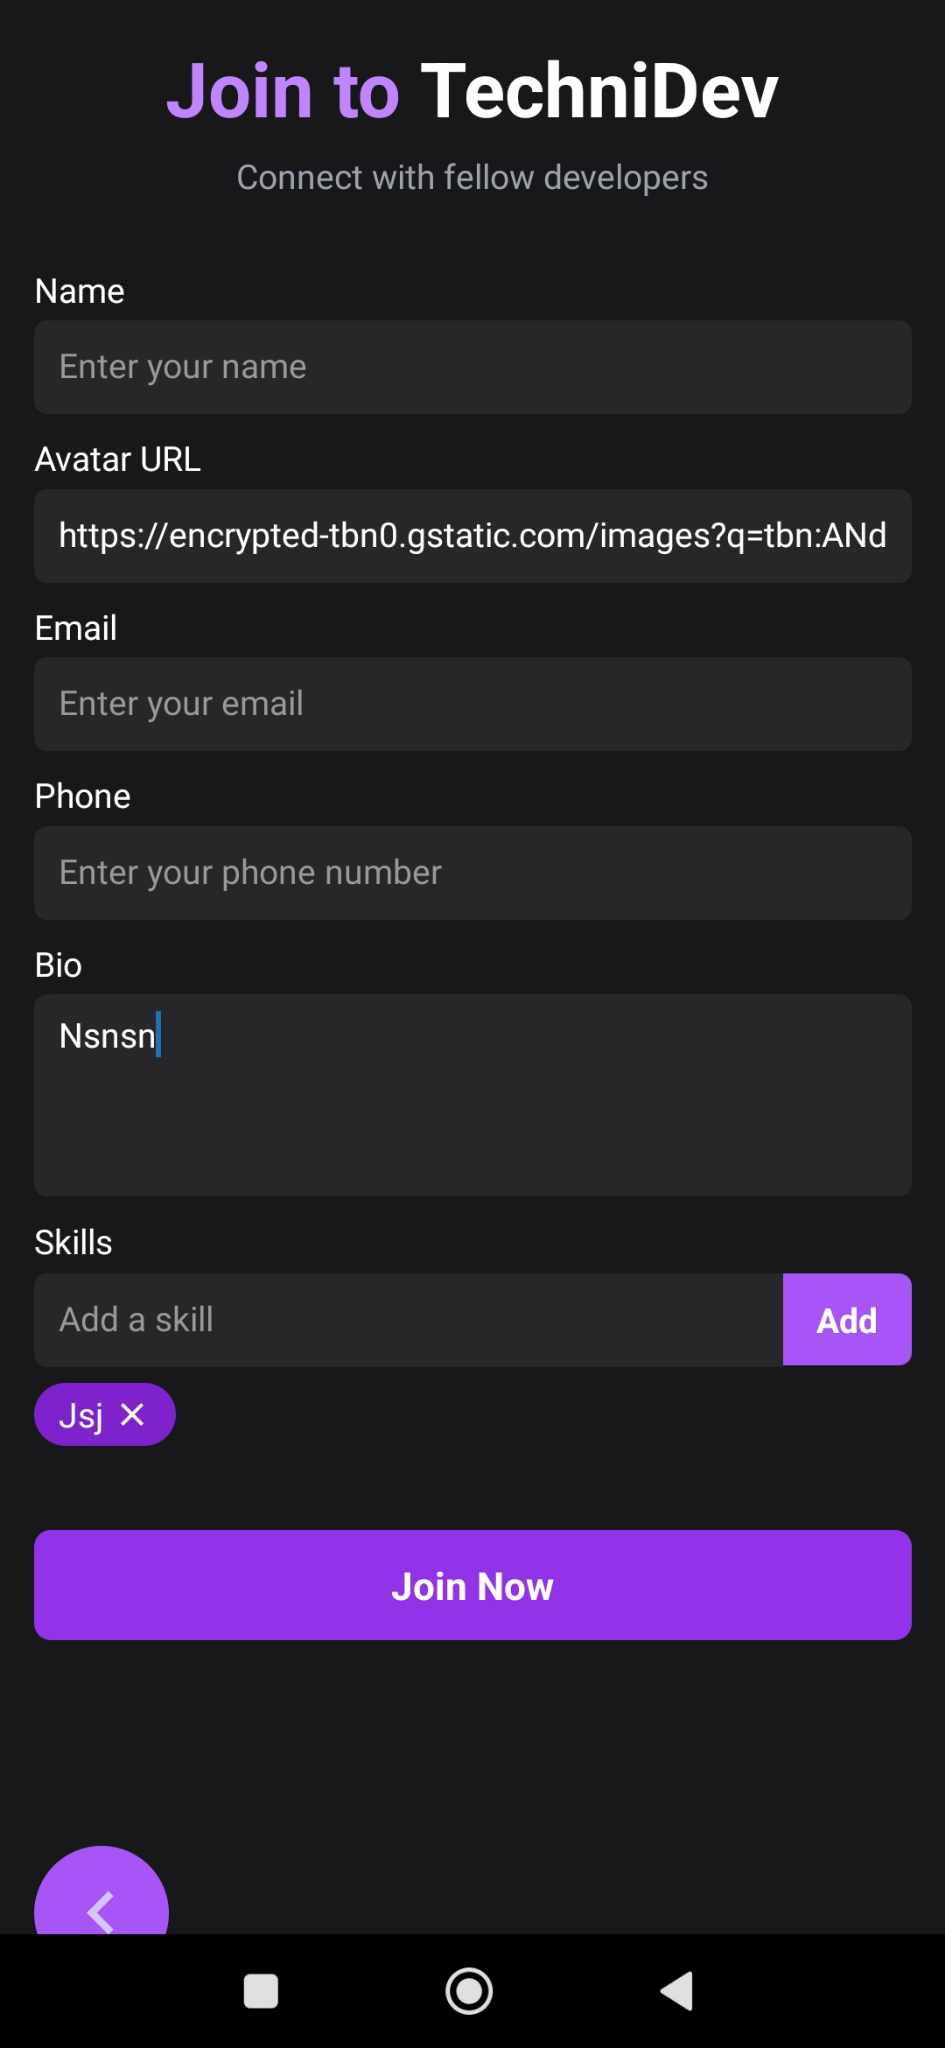 Join to TechniDev
Connect with fellow developers
Name
Enter your name
Avatar URL
https://encrypted-tbn0.gstatic.com/images?q=tbn:ANd
Email
Enter your email
Phone
Enter your phone number
Bio
Nsnsn
Skills
Add a skill
Add
Jsj
Join Now